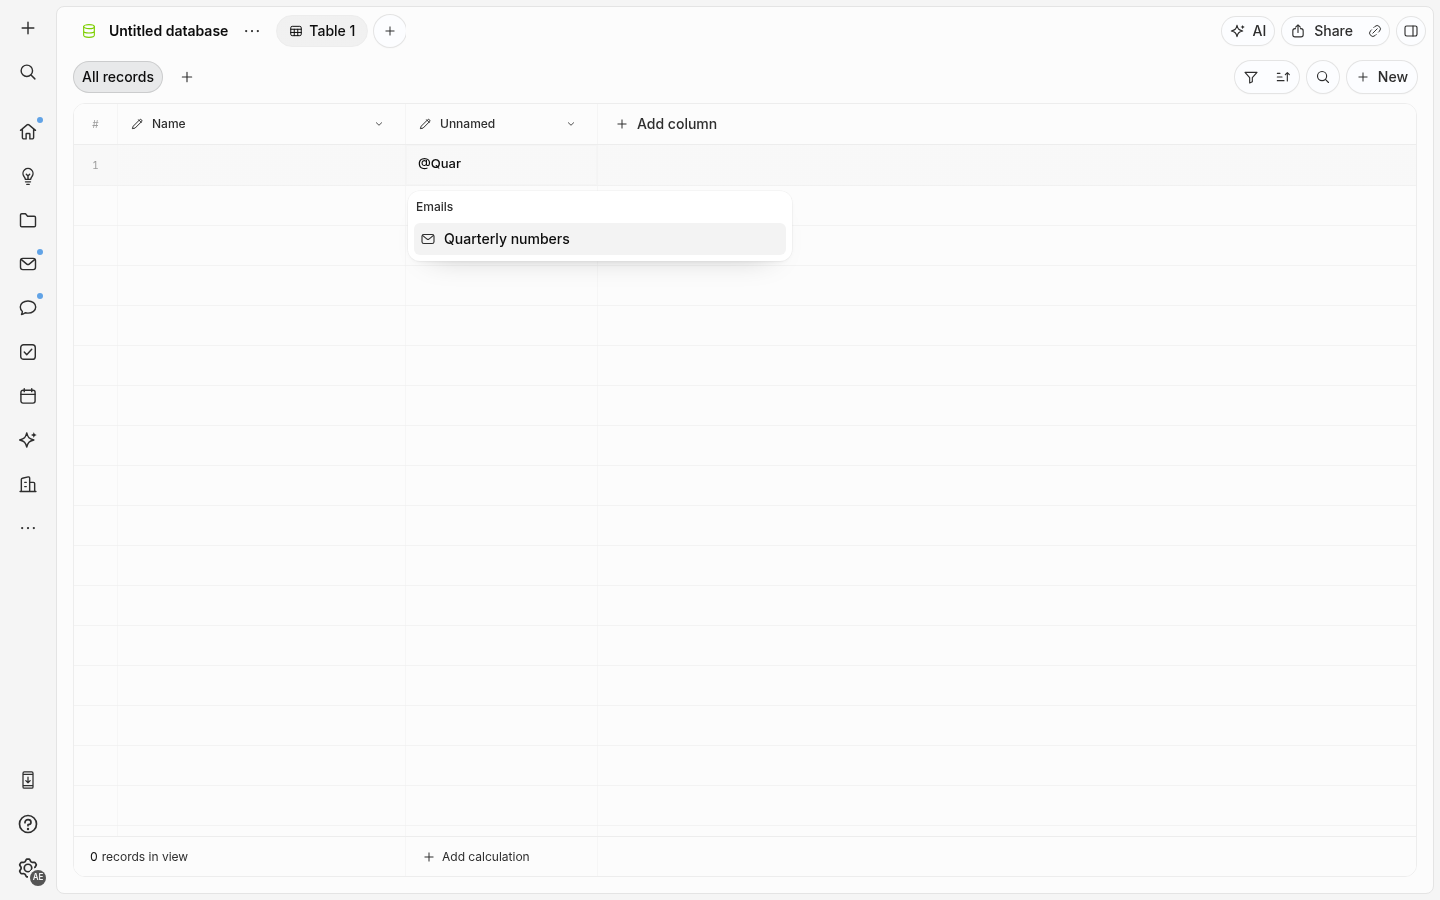 Untitled database
Table 1
AI
Share
All records
New
#
Name
Unnamed
Add column
1
@Quar
Emails
Quarterly numbers
0 records in view
Add calculation
AE